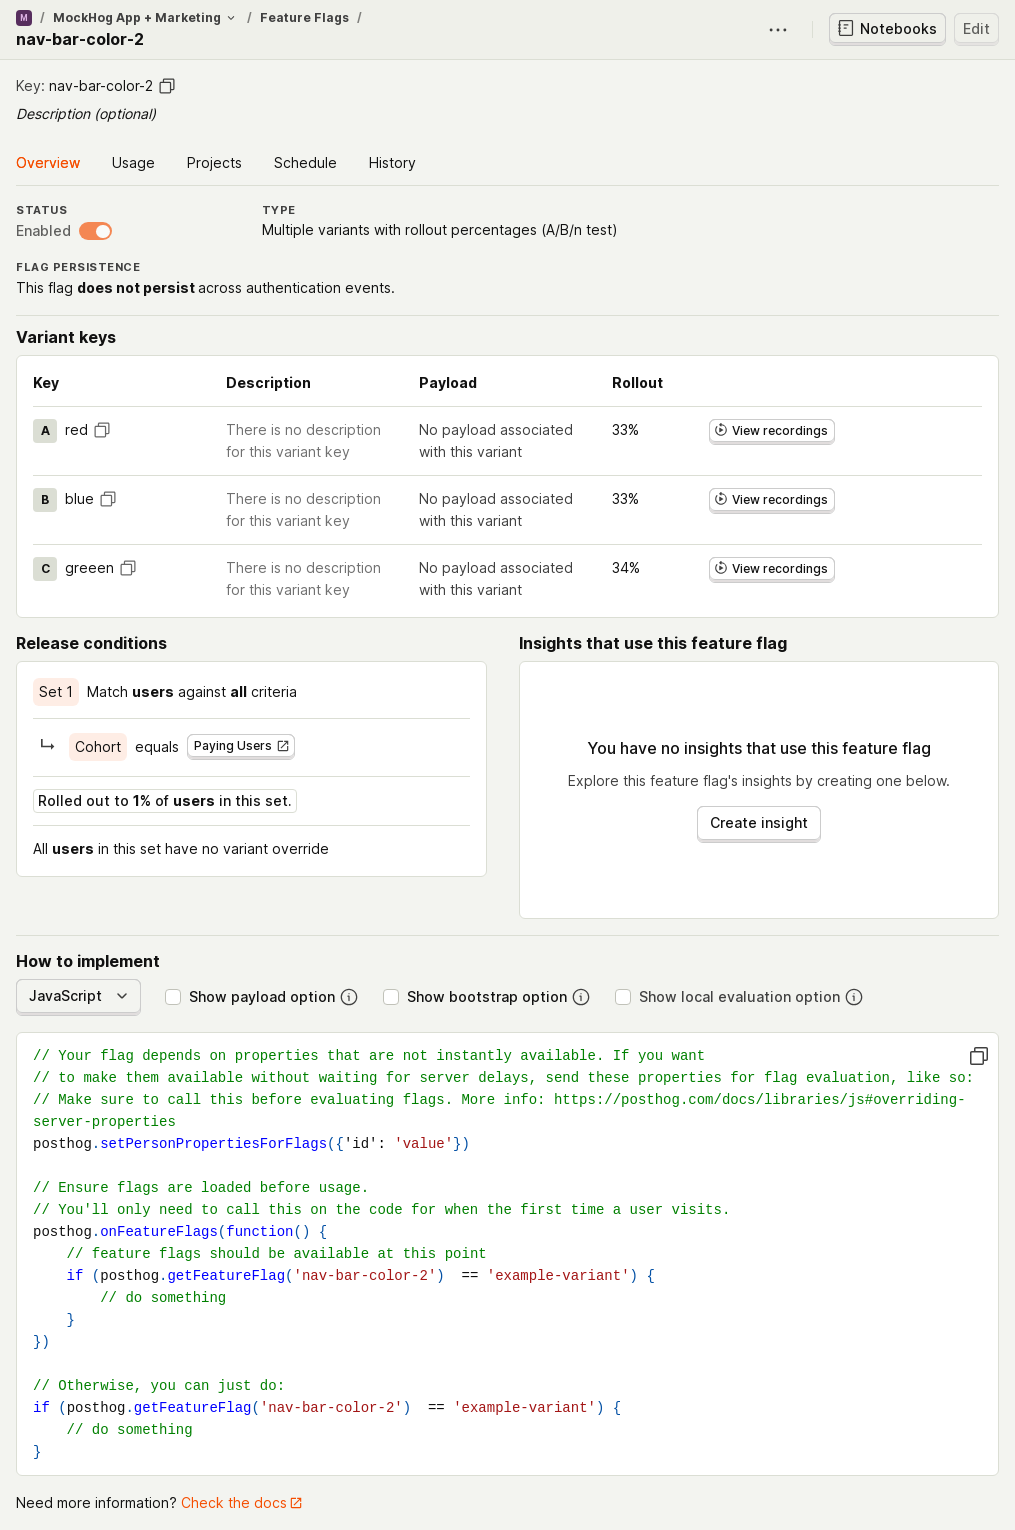 M / MockHog App + Marketing / Feature Flags /
nav-bar-color-2
Notebooks
Edit
Key: nav-bar-color-2
Description (optional)
Overview Usage Projects Schedule History
STATUS TYPE
Enabled Multiple variants with rollout percentages (A/B/n test)
FLAG PERSISTENCE
This flag does not persist across authentication events.
Variant keys
Key Description Payload Rollout
A red There is no description No payload associated 33% View recordings
for this variant key with this variant
B blue There is no description No payload associated 33% View recordings
for this variant key with this variant
C greeen There is no description No payload associated 34% View recordings
for this variant key with this variant
Release conditions
Set 1 Match users against all criteria
Cohort equals Paying Users
Rolled out to 1% of users in this set.
All users in this set have no variant override
Insights that use this feature flag
You have no insights that use this feature flag
Explore this feature flag's insights by creating one below.
Create insight
How to implement
JavaScript Show payload option Show bootstrap option Show local evaluation option
// Your flag depends on properties that are not instantly available. If you want
// to make them available without waiting for server delays, send these properties for flag evaluation, like so:
// Make sure to call this before evaluating flags. More info: https://posthog.com/docs/libraries/js#overriding-
server-properties
posthog.setPersonPropertiesForFlags({'id': 'value'})
// Ensure flags are loaded before usage.
// You'll only need to call this on the code for when the first time a user visits.
posthog.onFeatureFlags(function() {
    // feature flags should be available at this point
    if (posthog.getFeatureFlag('nav-bar-color-2')  == 'example-variant') {
        // do something
    }
})
// Otherwise, you can just do:
if (posthog.getFeatureFlag('nav-bar-color-2')  == 'example-variant') {
    // do something
}
Need more information? Check the docs